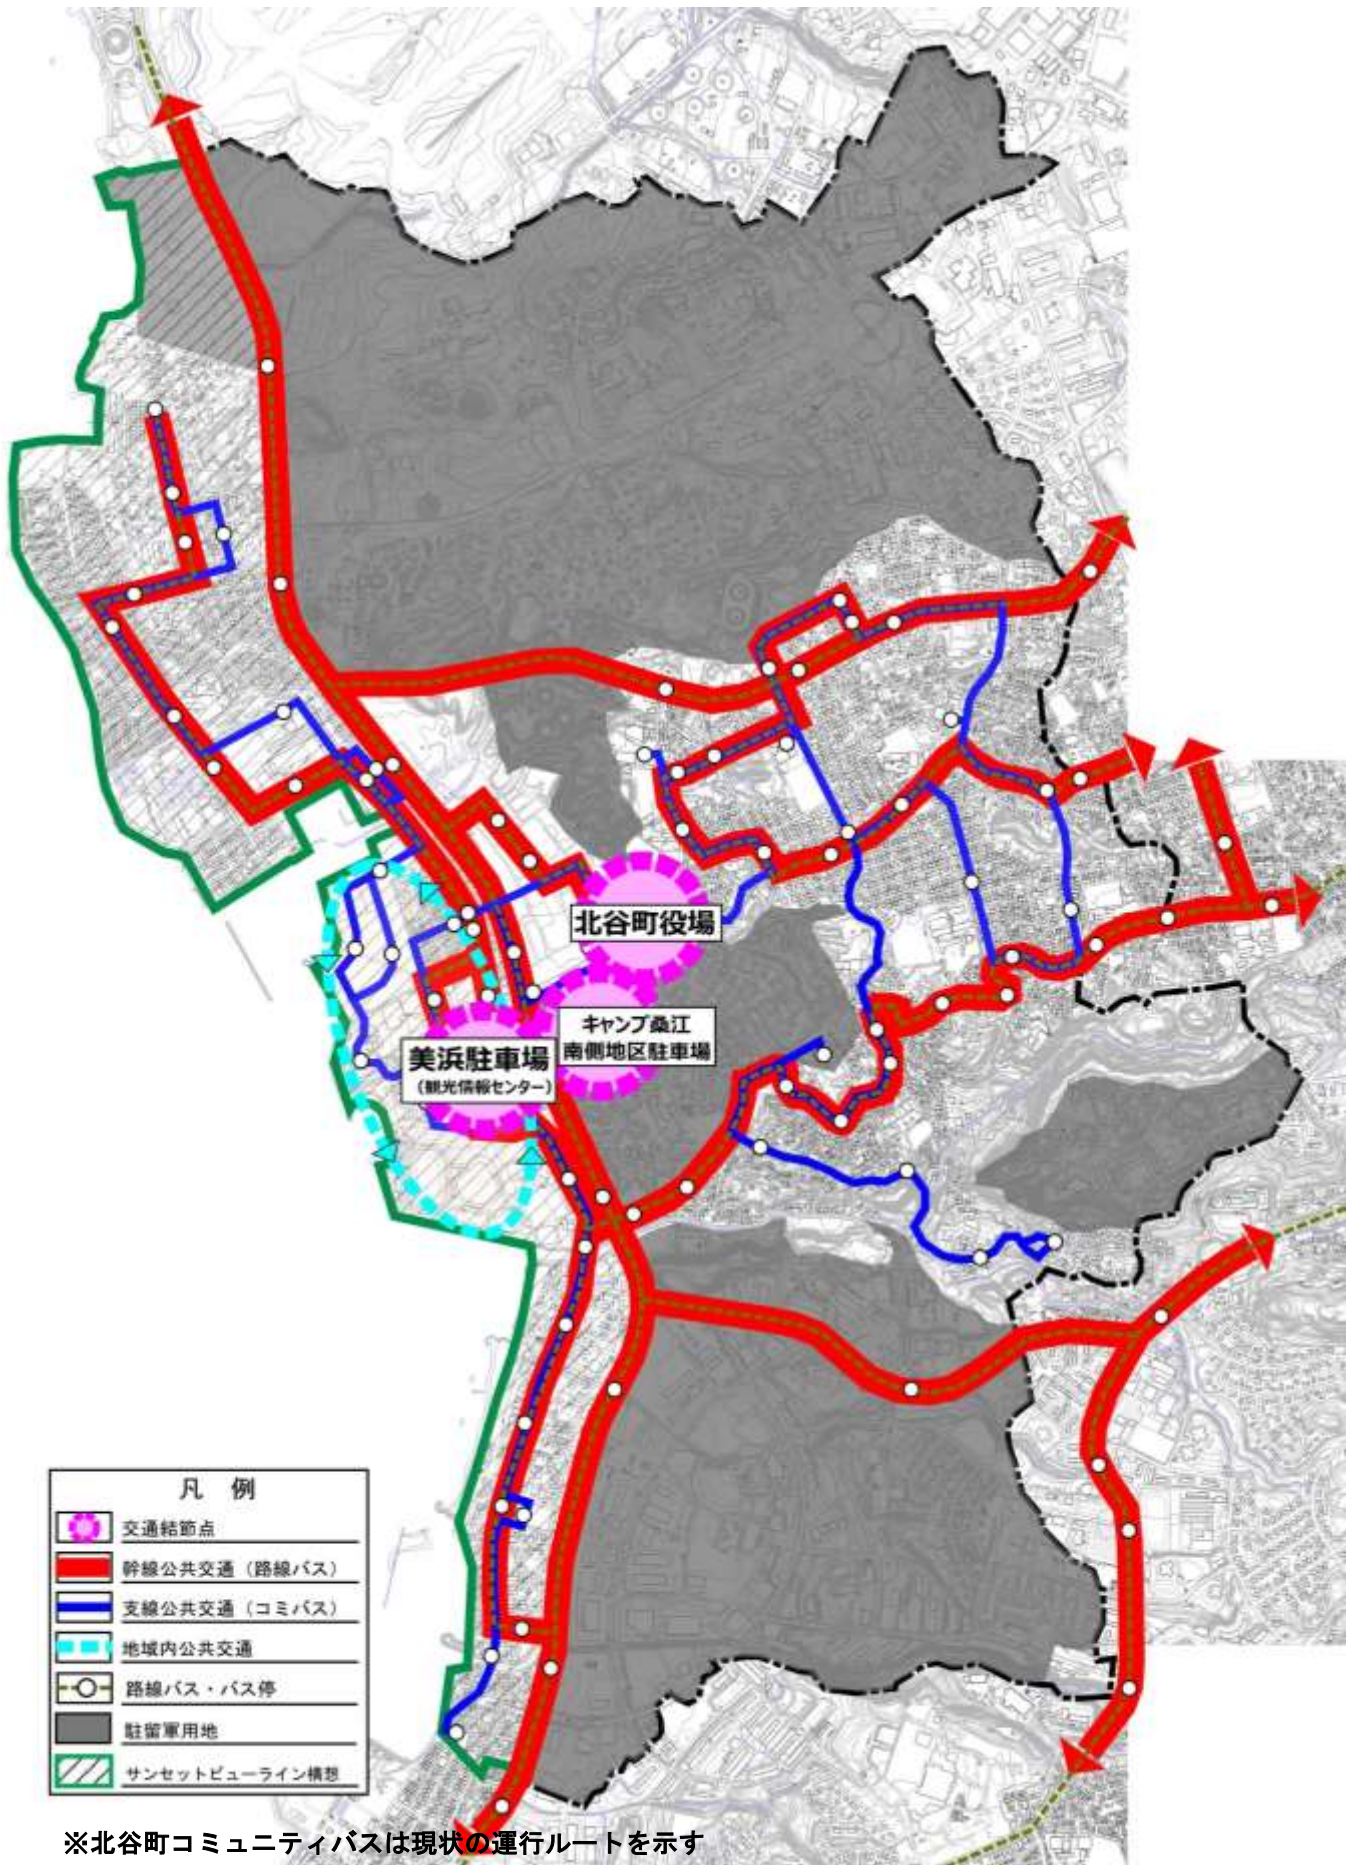 北谷町役場
キャンプ桑江
南側地区駐車場
美浜駐車場
（観光情報センター）
凡 例
交通結節点
幹線公共交通（路線バス）
支線公共交通（コミバス）
地域内公共交通
路線バス・バス停
駐留軍用地
サンセットビューライン構想
※北谷町コミュニティバスは現状の運行ルートを示す